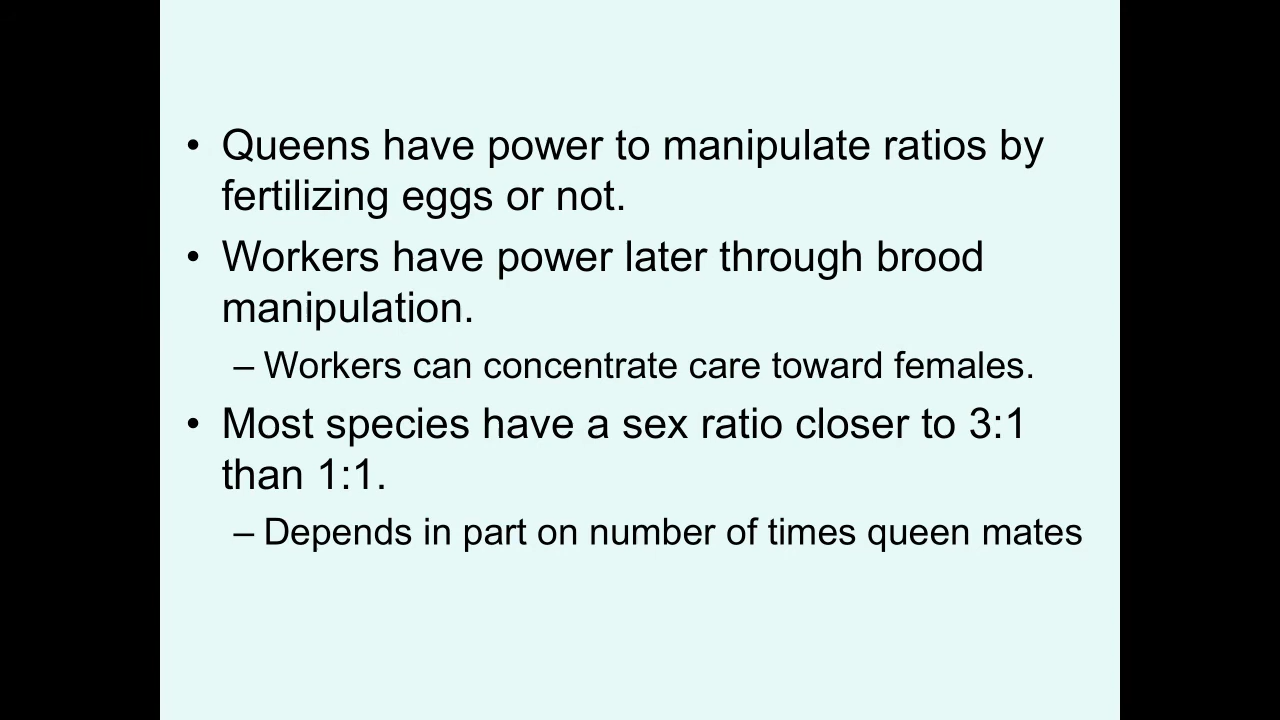 • Queens have power to manipulate ratios by
fertilizing eggs or not.
• Workers have power later through brood
manipulation.
– Workers can concentrate care toward females.
• Most species have a sex ratio closer to 3:1
than 1:1.
– Depends in part on number of times queen mates